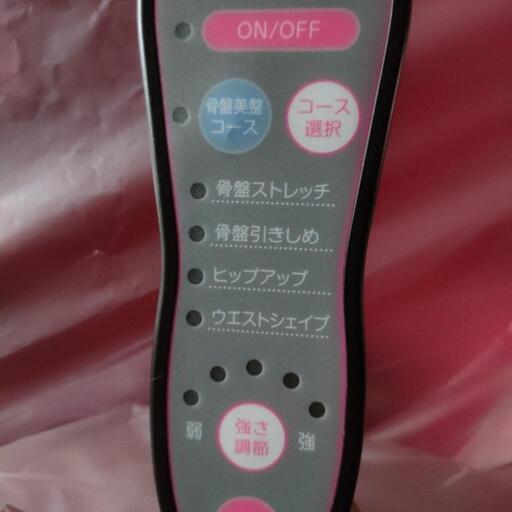 ON/OFF
骨盤美整
コース
コース
選択
骨盤ストレッチ
骨盤引きしめ
ヒップアップ
ウエストシェイプ
弱
強さ
調節
強